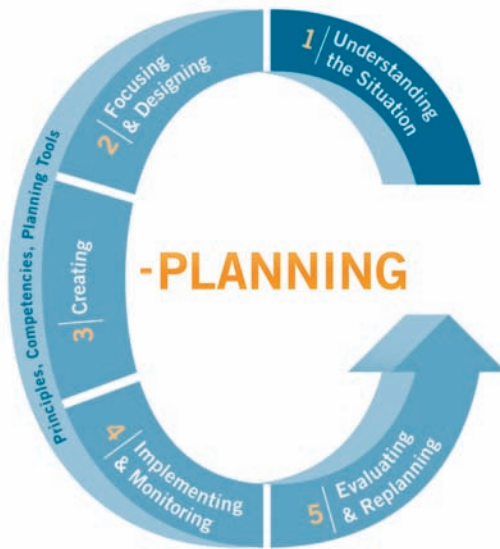 1 Understanding
the Situation
2 Focusing
& Designing
3 Creating
4 Implementing
& Monitoring
5 Evaluating
& Replanning
Principles, Competencies, Planning Tools
-PLANNING